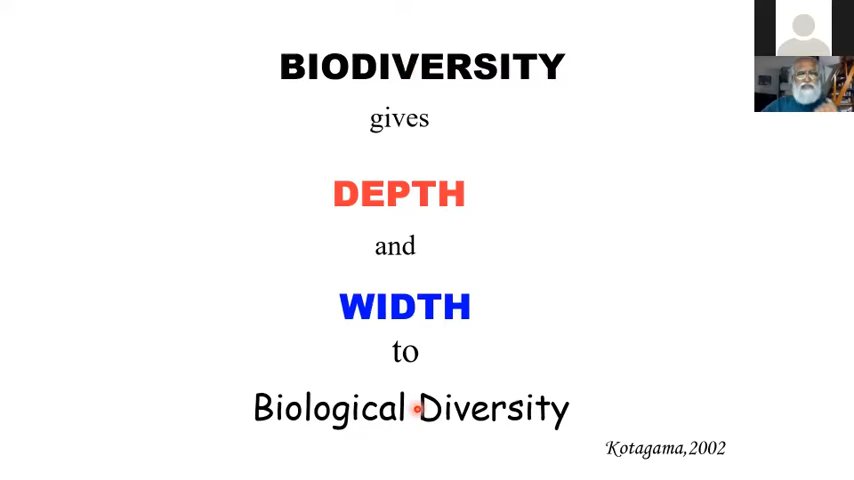 BIODIVERSITY
gives
DEPTH
and
WIDTH
to
Biological Diversity
Kotagama,2002